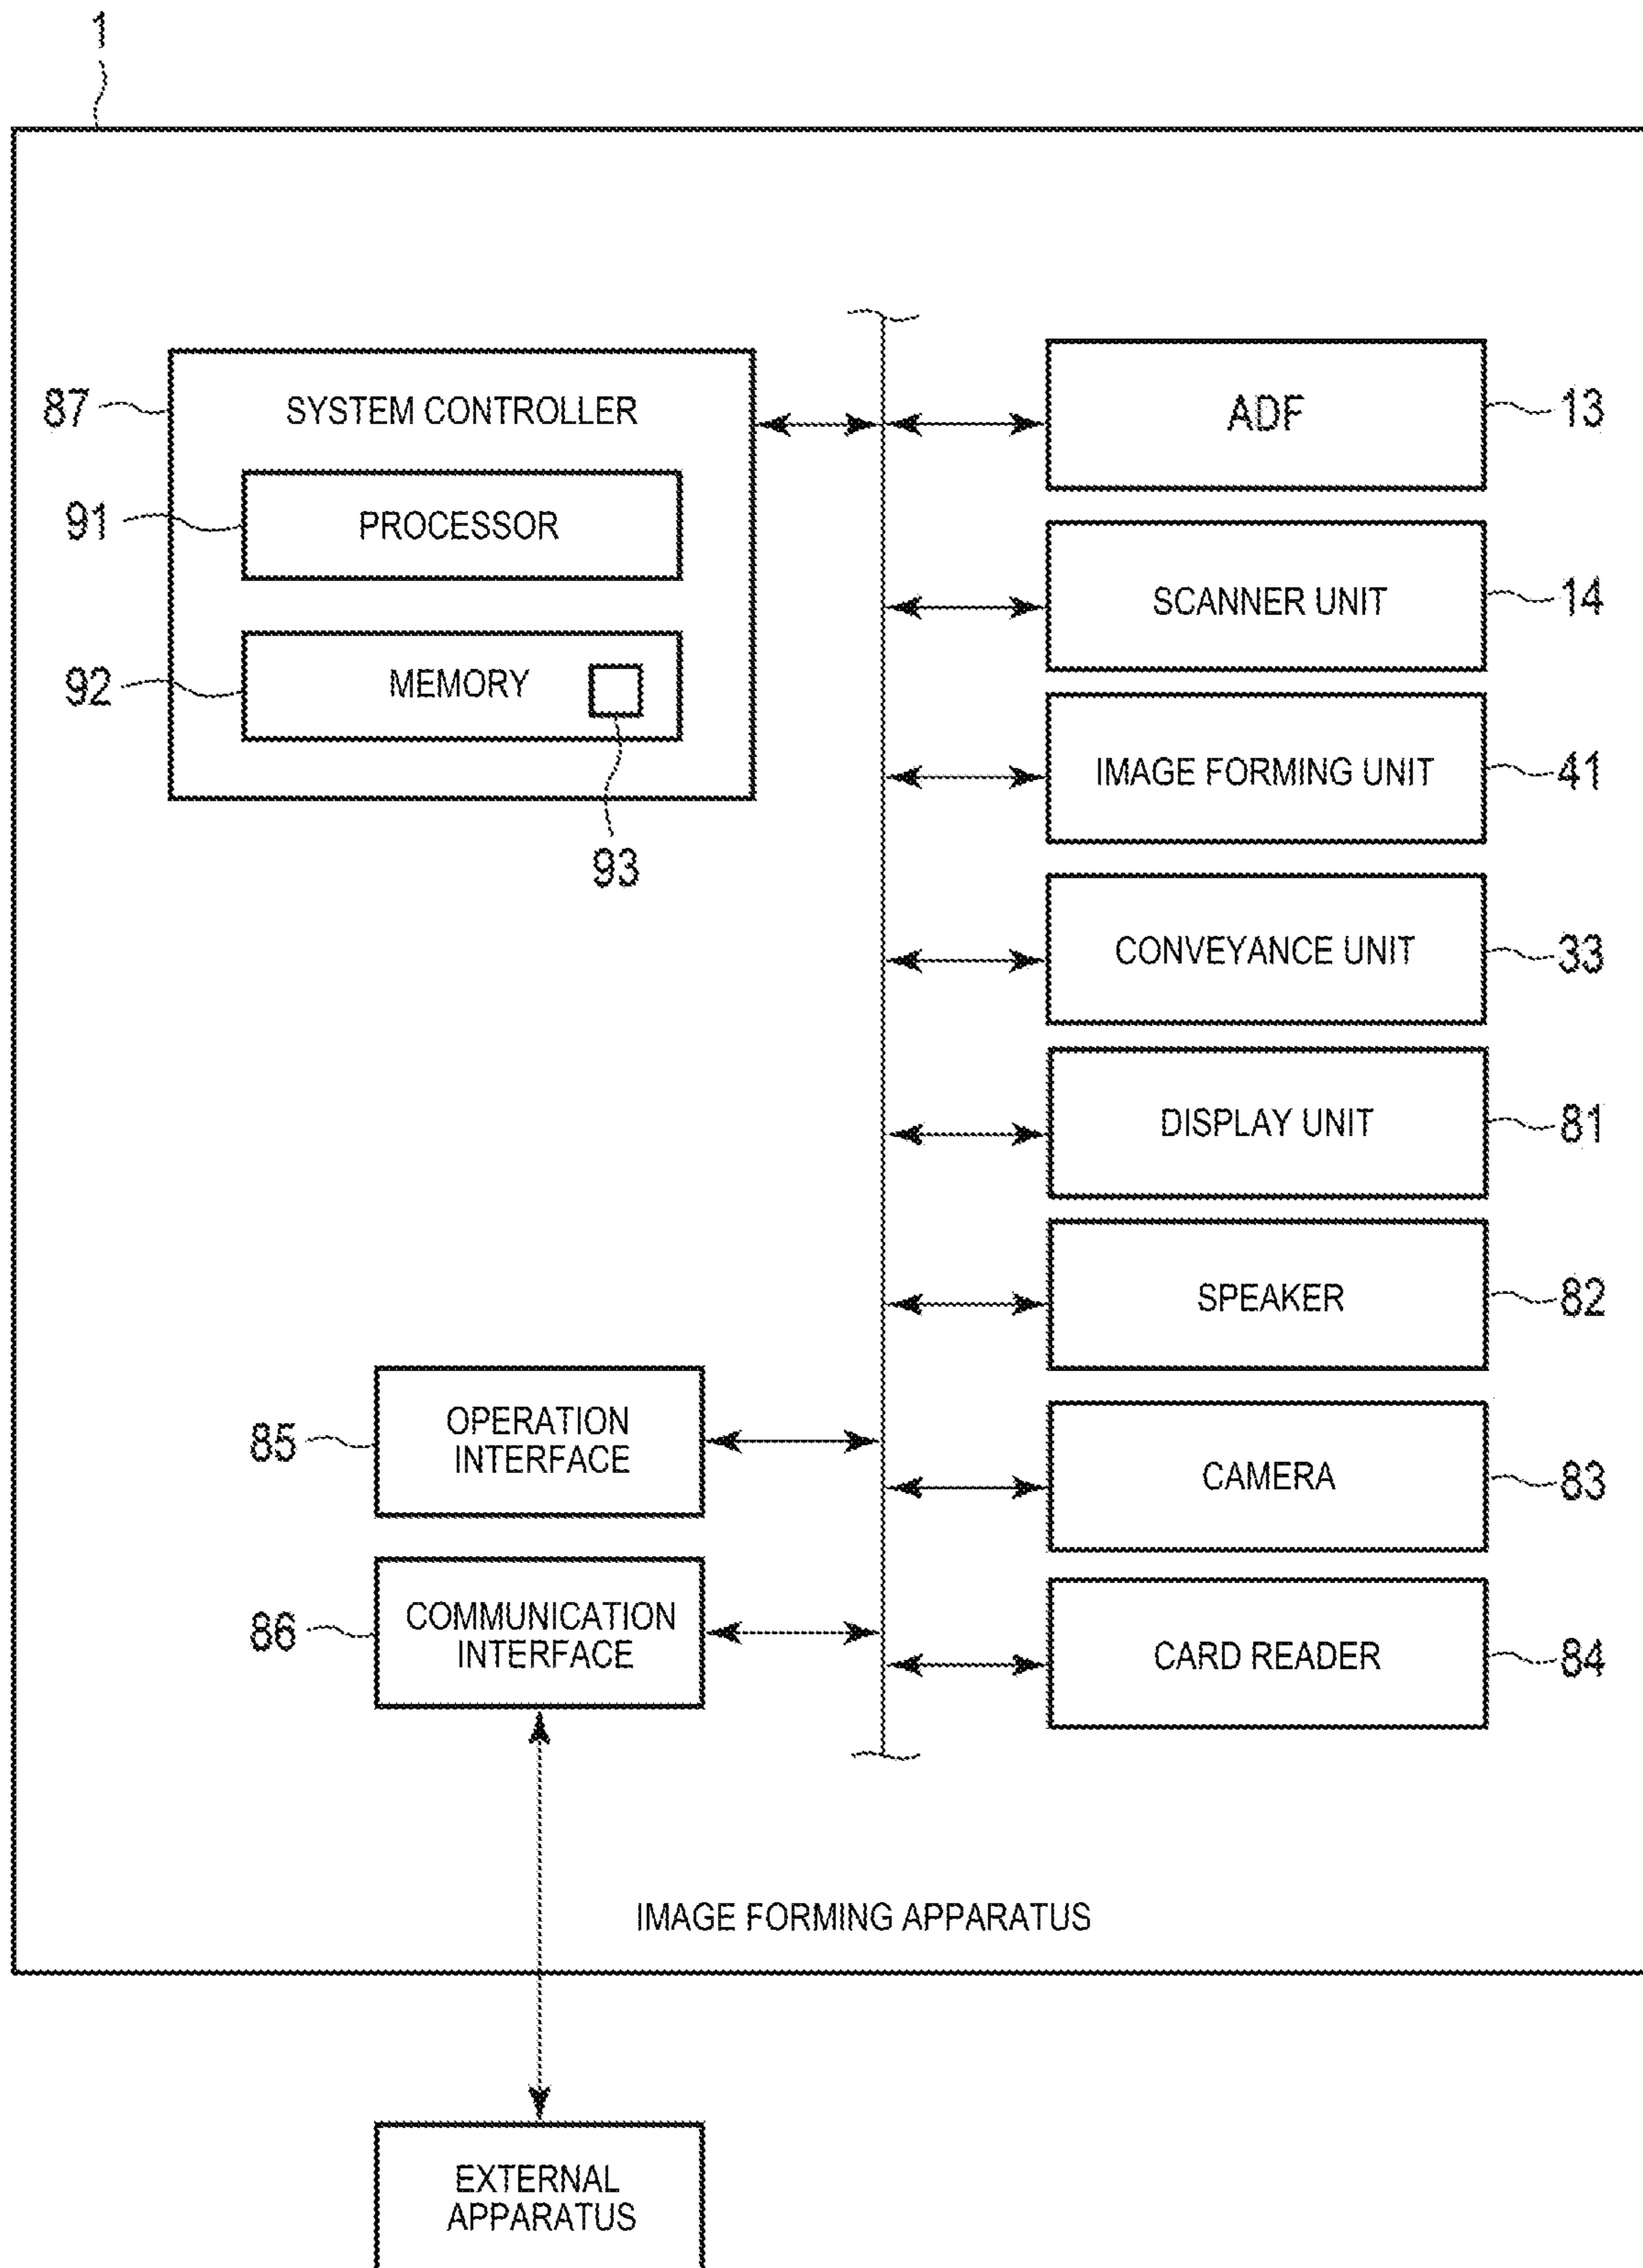 1
87
SYSTEM CONTROLLER
91
PROCESSOR
92
MEMORY
93
ADF
13
SCANNER UNIT
14
IMAGE FORMING UNIT
41
CONVEYANCE UNIT
33
DISPLAY UNIT
81
SPEAKER
82
CAMERA
83
CARD READER
84
85
OPERATION
INTERFACE
86
COMMUNICATION
INTERFACE
IMAGE FORMING APPARATUS
EXTERNAL
APPARATUS